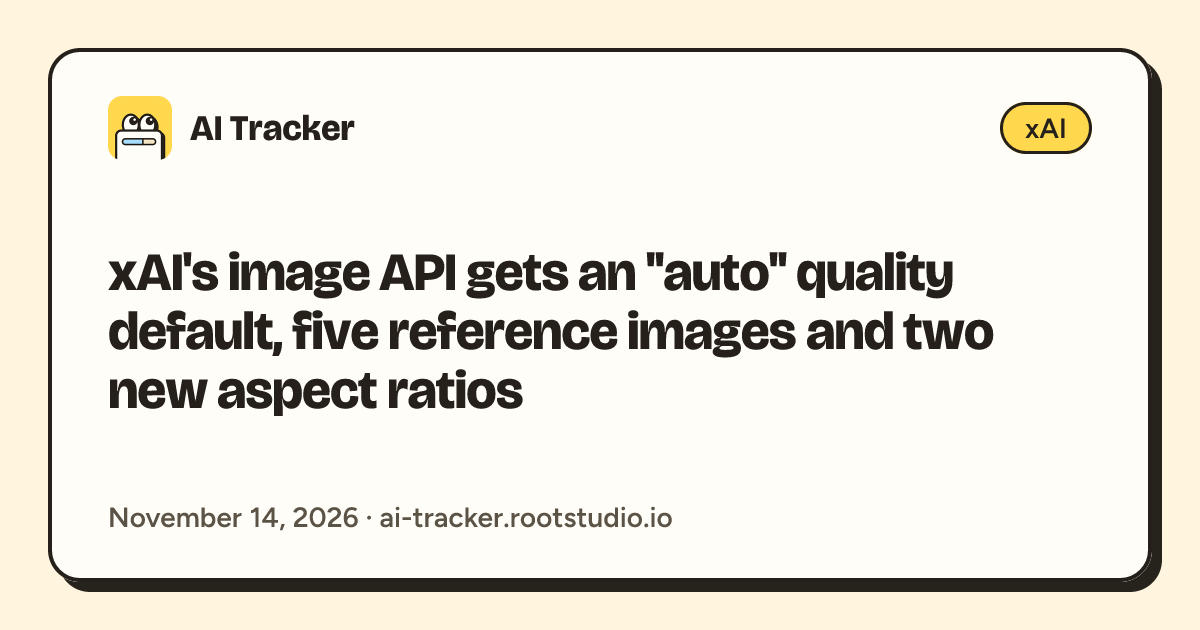 AI Tracker
xAI
xAI's image API gets an "auto" quality
default, five reference images and two
new aspect ratios
November 14, 2026 · ai-tracker.rootstudio.io